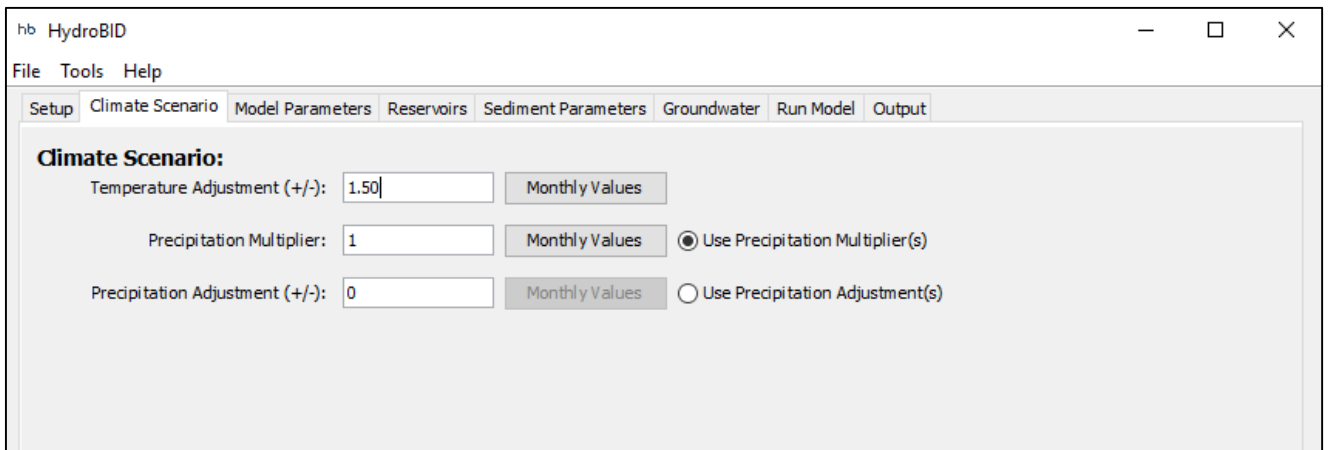 hb HydroBID
File Tools Help
Setup Climate Scenario Model Parameters Reservoirs Sediment Parameters Groundwater Run Model Output
Climate Scenario:
Temperature Adjustment (+/-): 1.50 Monthly Values
Precipitation Multiplier: 1 Monthly Values Use Precipitation Multiplier(s)
Precipitation Adjustment (+/-): 0 Monthly Values Use Precipitation Adjustment(s)